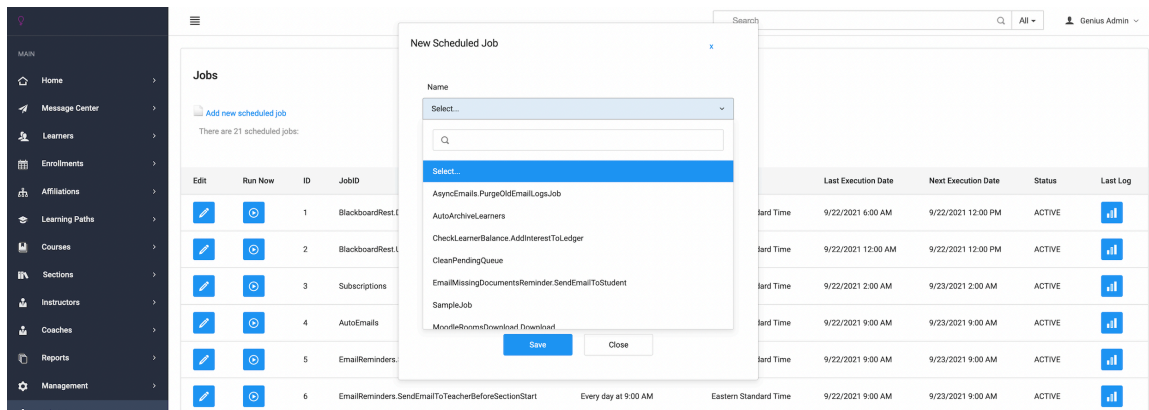 Search
All
Genius Admin
MAIN
Home
Message Center
Learners
Enrollments
Affiliations
Learning Paths
Courses
Sections
Instructors
Coaches
Reports
Management
Jobs
Add new scheduled job
There are 21 scheduled jobs:
New Scheduled Job
x
Name
Select...
Select...
AsyncEmails.PurgeOldEmailLogsJob
AutoArchiveLearners
CheckLearnerBalance.AddInterestToLedger
CleanPendingQueue
EmailMissingDocumentsReminder.SendEmailToStudent
SampleJob
MoodleRoomsDownload.Download
Save Close
Edit Run Now ID JobID Last Execution Date Next Execution Date Status Last Log
1 BlackboardRest. Time 9/22/2021 6:00 AM 9/22/2021 12:00 PM ACTIVE
2 BlackboardRest. Time 9/22/2021 12:00 AM 9/22/2021 12:00 PM ACTIVE
3 Subscriptions Time 9/22/2021 2:00 AM 9/23/2021 2:00 AM ACTIVE
4 AutoEmails Time 9/22/2021 9:00 AM 9/23/2021 9:00 AM ACTIVE
5 EmailReminders. Time 9/22/2021 9:00 AM 9/23/2021 9:00 AM ACTIVE
6 EmailReminders.SendEmailToTeacherBeforeSectionStart Every day at 9:00 AM Eastern Standard Time 9/22/2021 9:00 AM 9/23/2021 9:00 AM ACTIVE